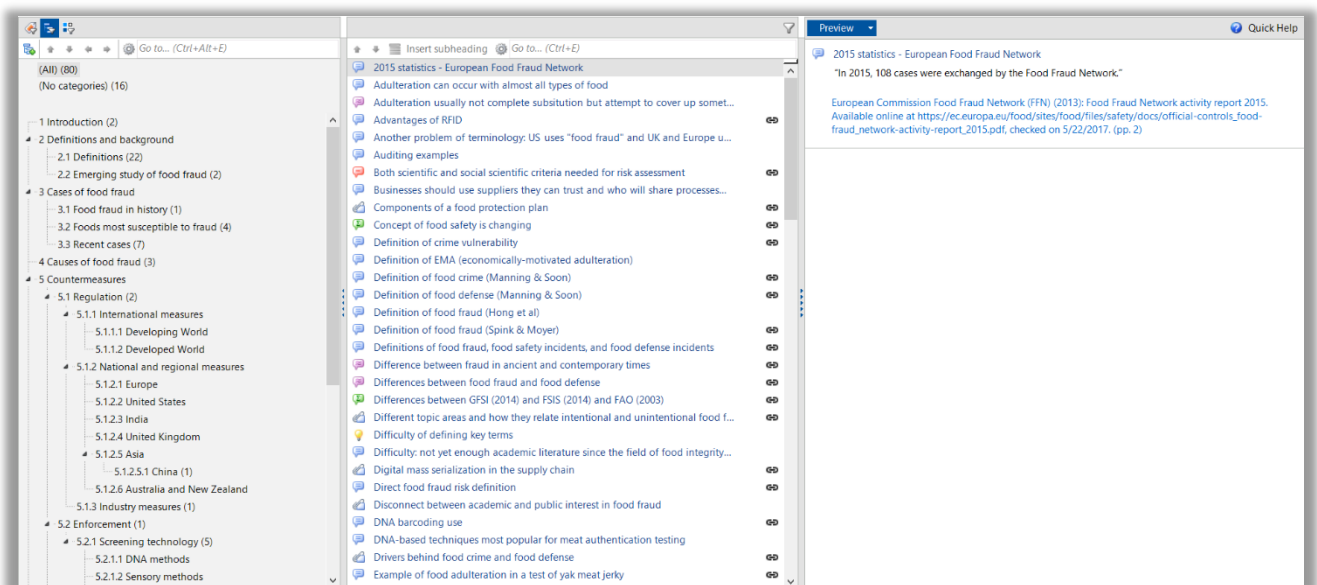 Go to... (Ctrl+Alt+E)
(All) (80)
(No categories) (16)
1 Introduction (2)
2 Definitions and background
2.1 Definitions (22)
2.2 Emerging study of food fraud (2)
3 Cases of food fraud
3.1 Food fraud in history (1)
3.2 Foods most susceptible to fraud (4)
3.3 Recent cases (7)
4 Causes of food fraud (3)
5 Countermeasures
5.1 Regulation (2)
5.1.1 International measures
5.1.1.1 Developing World
5.1.1.2 Developed World
5.1.2 National and regional measures
5.1.2.1 Europe
5.1.2.2 United States
5.1.2.3 India
5.1.2.4 United Kingdom
5.1.2.5 Asia
5.1.2.5.1 China (1)
5.1.2.6 Australia and New Zealand
5.1.3 Industry measures (1)
5.2 Enforcement (1)
5.2.1 Screening technology (5)
5.2.1.1 DNA methods
5.2.1.2 Sensory methods
Insert subheading Go to... (Ctrl+E)
2015 statistics - European Food Fraud Network
Adulteration can occur with almost all types of food
Adulteration usually not complete subsitution but attempt to cover up somet...
Advantages of RFID
Another problem of terminology: US uses "food fraud" and UK and Europe u...
Auditing examples
Both scientific and social scientific criteria needed for risk assessment
Businesses should use suppliers they can trust and who will share processes...
Components of a food protection plan
Concept of food safety is changing
Definition of crime vulnerability
Definition of EMA (economically-motivated adulteration)
Definition of food crime (Manning & Soon)
Definition of food defense (Manning & Soon)
Definition of food fraud (Hong et al)
Definition of food fraud (Spink & Moyer)
Definitions of food fraud, food safety incidents, and food defense incidents
Difference between fraud in ancient and contemporary times
Differences between food fraud and food defense
Differences between GFSI (2014) and FSIS (2014) and FAO (2003)
Different topic areas and how they relate intentional and unintentional food f...
Difficulty of defining key terms
Difficulty: not yet enough academic literature since the field of food integrity...
Digital mass serialization in the supply chain
Direct food fraud risk definition
Disconnect between academic and public interest in food fraud
DNA barcoding use
DNA-based techniques most popular for meat authentication testing
Drivers behind food crime and food defense
Example of food adulteration in a test of yak meat jerky
Preview
Quick Help
2015 statistics - European Food Fraud Network
"In 2015, 108 cases were exchanged by the Food Fraud Network."
European Commission Food Fraud Network (FFN) (2013): Food Fraud Network activity report 2015.
Available online at https://ec.europa.eu/food/sites/food/files/safety/docs/official-controls_food-
fraud_network-activity-report_2015.pdf, checked on 5/22/2017. (pp. 2)